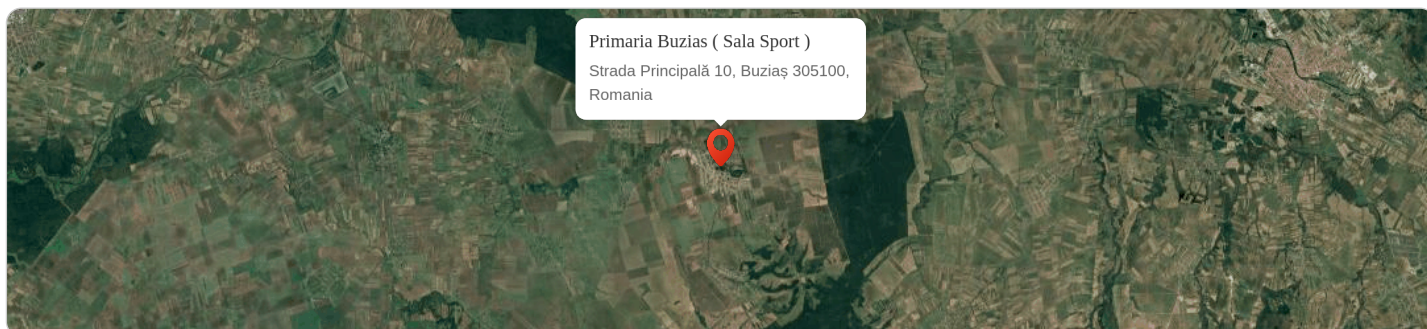 Primaria Buzias ( Sala Sport )
Strada Principală 10, Buziaș 305100,
Romania